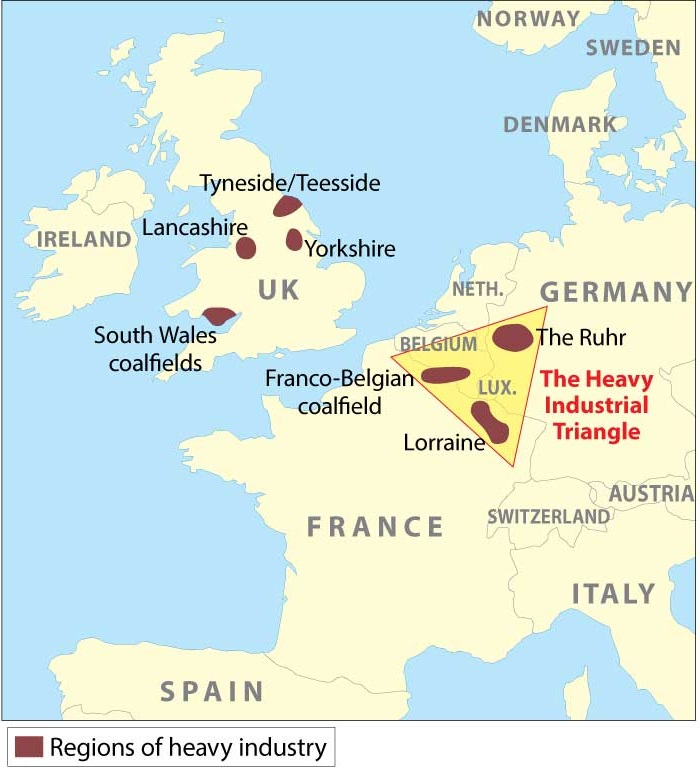 NORWAY
SWEDEN
DENMARK
Tyneside/Teesside
Lancashire
IRELAND
Yorkshire
UK
NETH.
GERMANY
South Wales
coalfields
BELGIUM
The Ruhr
Franco-Belgian
coalfield
LUX.
The Heavy
Industrial
Triangle
Lorraine
AUSTRIA
SWITZERLAND
FRANCE
ITALY
SPAIN
Regions of heavy industry